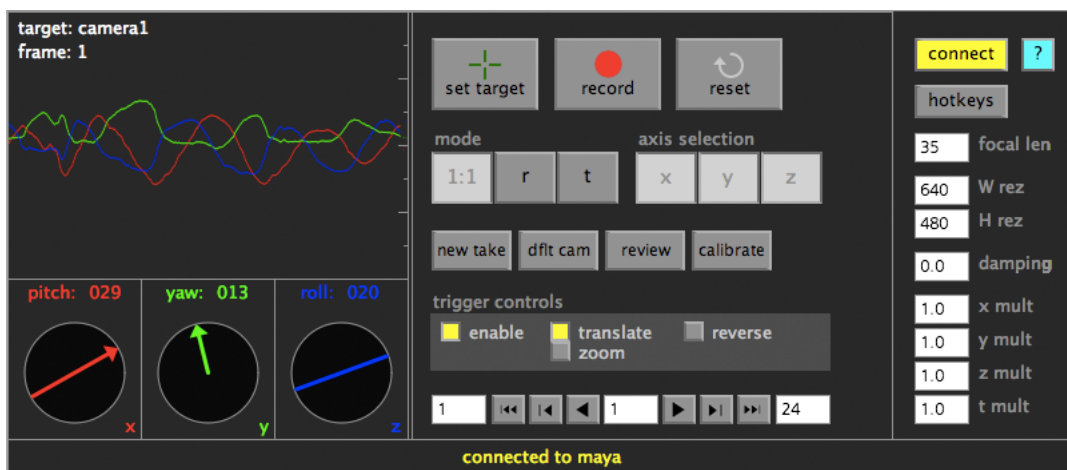 target: camera1
frame: 1
pitch: 029
yaw: 013
roll: 020
x
y
z
set target
record
reset
mode
axis selection
1:1
r
t
x
y
z
new take
dflt cam
review
calibrate
trigger controls
enable
translate
reverse
zoom
1
1
24
connect
?
hotkeys
35 focal len
640 W rez
480 H rez
0.0 damping
1.0 x mult
1.0 y mult
1.0 z mult
1.0 t mult
connected to maya